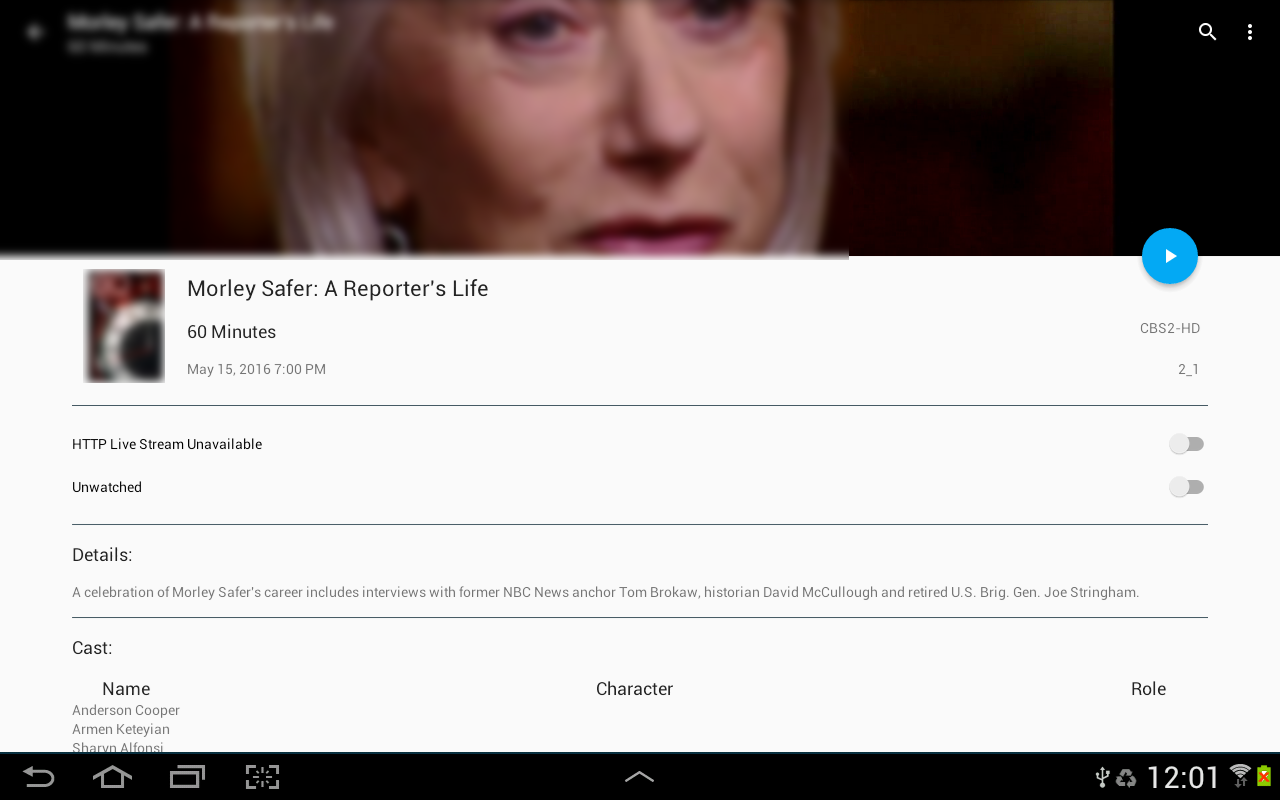 Morley Safer: A Reporter's Life
60 Minutes
Morley Safer: A Reporter's Life
60 Minutes
CBS2-HD
May 15, 2016 7:00 PM
2_1
HTTP Live Stream Unavailable
Unwatched
Details:
A celebration of Morley Safer's career includes interviews with former NBC News anchor Tom Brokaw, historian David McCullough and retired U.S. Brig. Gen. Joe Stringham.
Cast:
Name Character Role
Anderson Cooper
Armen Keteyian
Sharyn Alfonsi
12:01